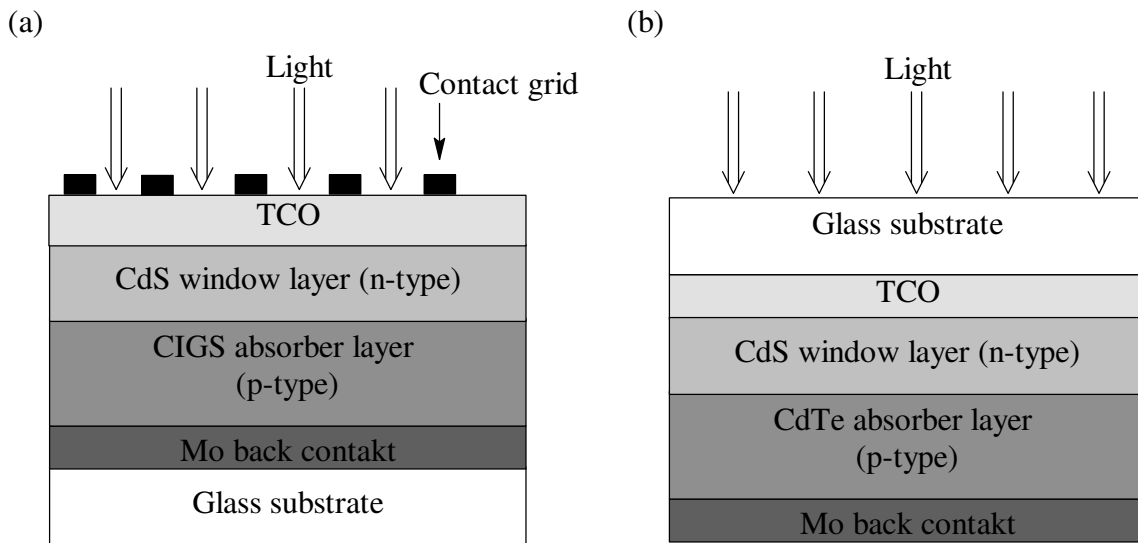 (a)
Light
Contact grid
TCO
CdS window layer (n-type)
CIGS absorber layer
(p-type)
Mo back contakt
Glass substrate
(b)
Light
Glass substrate
TCO
CdS window layer (n-type)
CdTe absorber layer
(p-type)
Mo back contakt